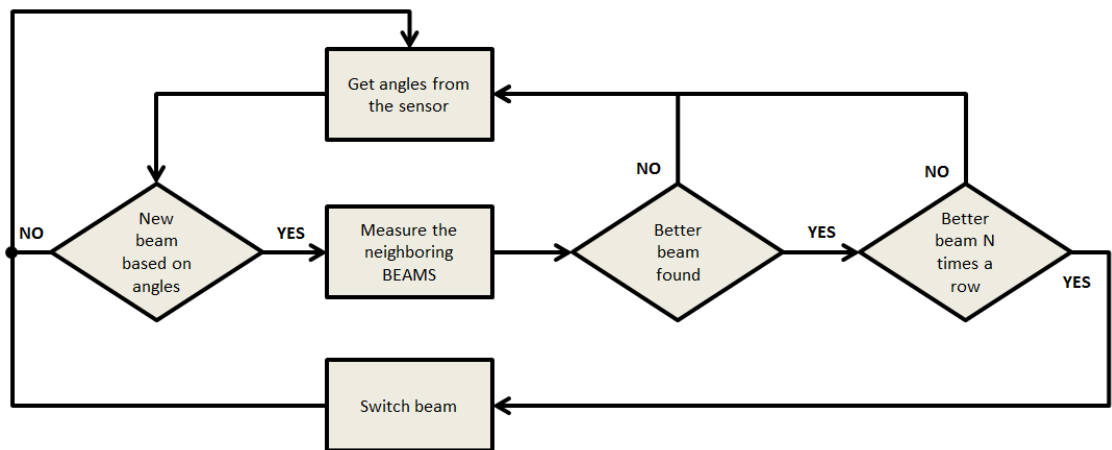 Get angles from
the sensor
NO
NO
NO
New
beam
based on
angles
YES
Measure the
neighboring
BEAMS
Better
beam
found
YES
Better
beam N
times a
row
YES
Switch beam